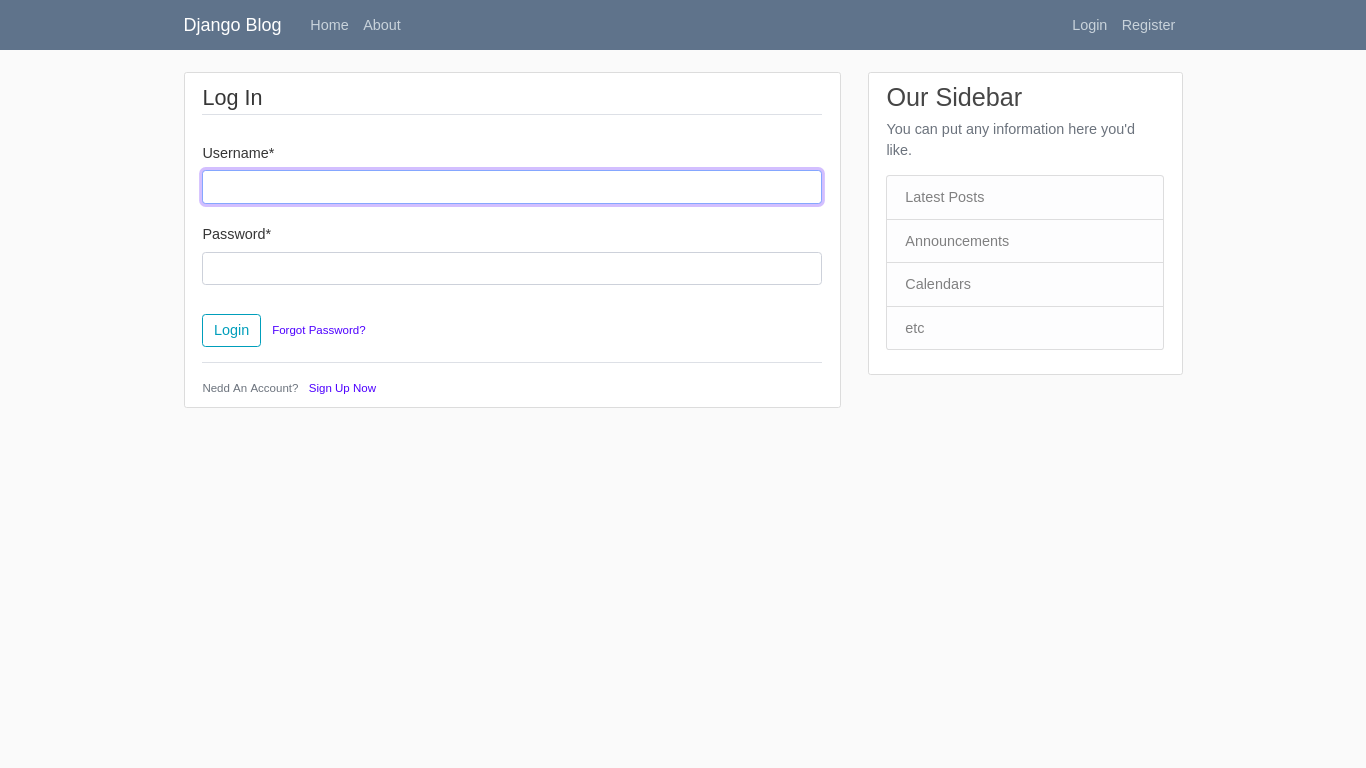 Django Blog Home About Login Register
Log In
Username*
Password*
Login Forgot Password?
Nedd An Account? Sign Up Now
Our Sidebar
You can put any information here you'd
like.
Latest Posts
Announcements
Calendars
etc